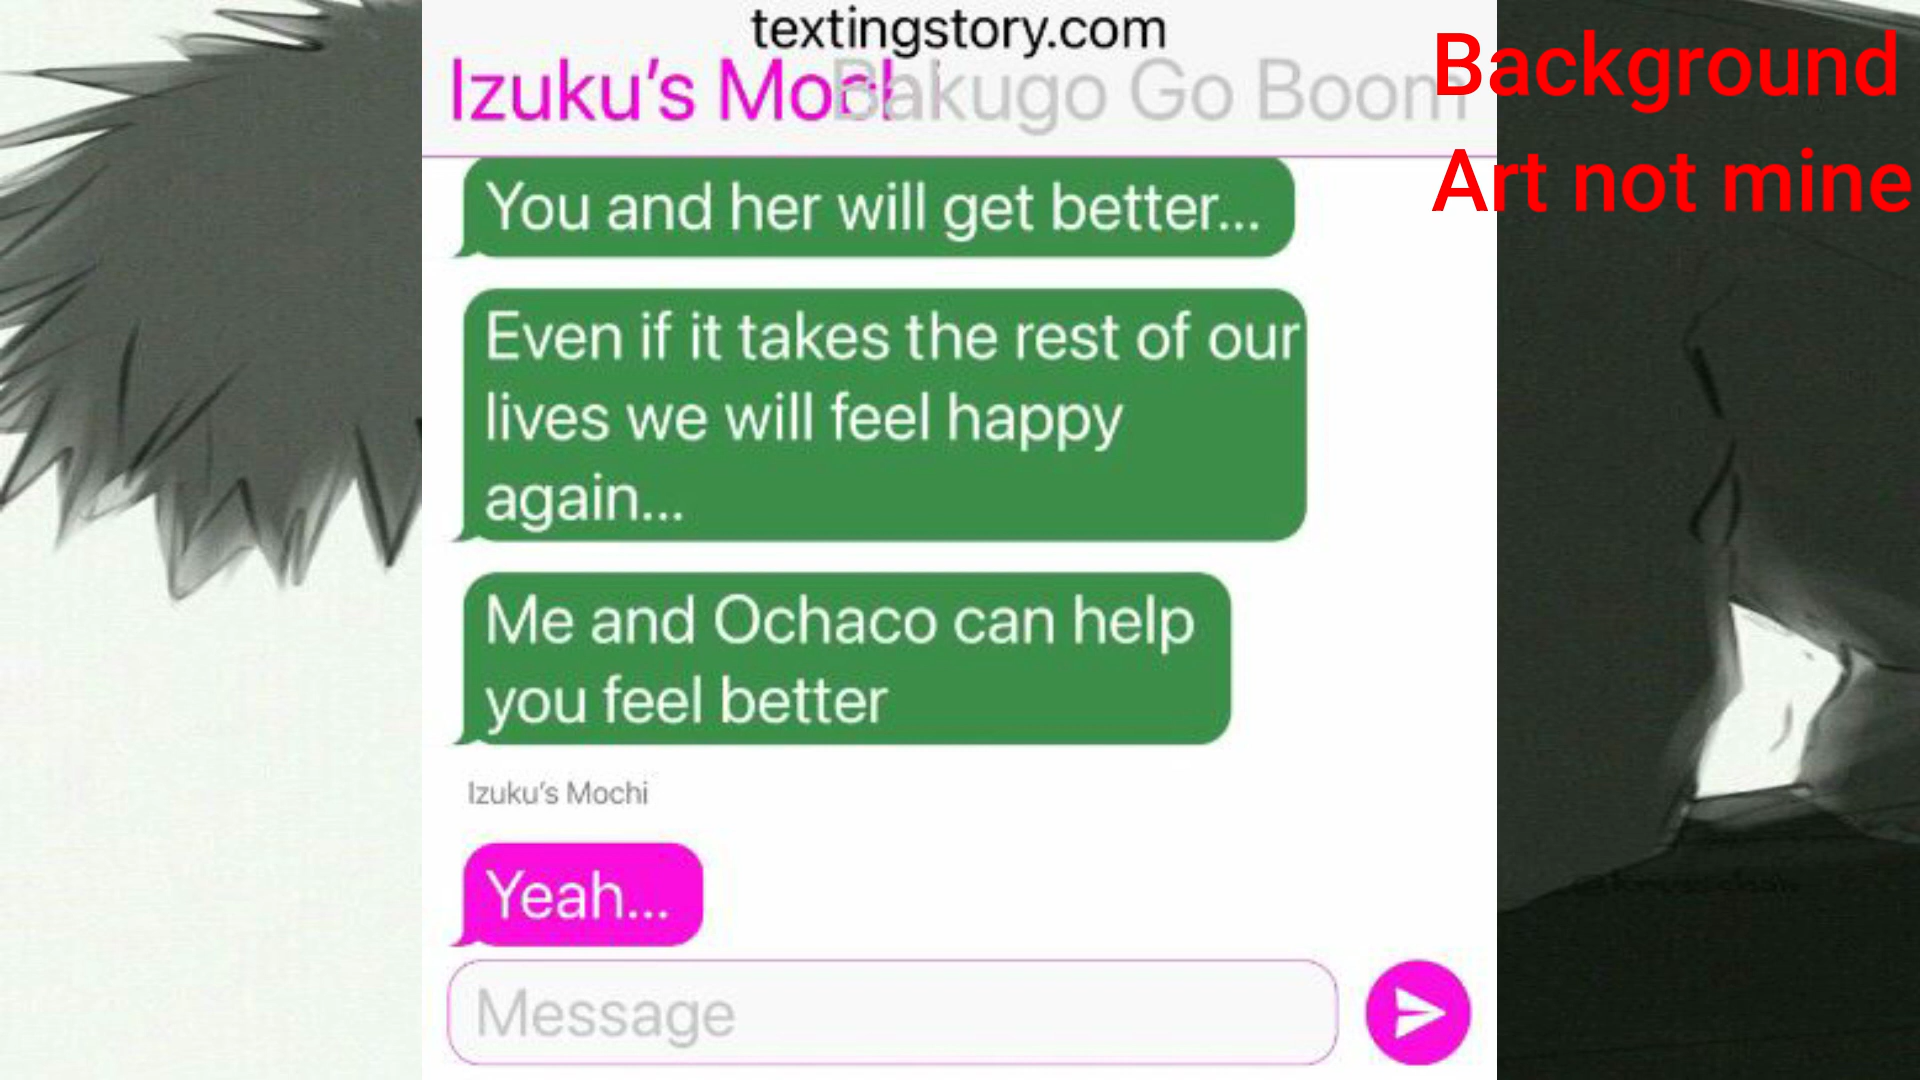 textingstory.com
Izuku's Moch Bakugo Go Boom
Background
Art not mine
You and her will get better...
Even if it takes the rest of our
lives we will feel happy
again...
Me and Ochaco can help
you feel better
Izuku's Mochi
Yeah...
Message